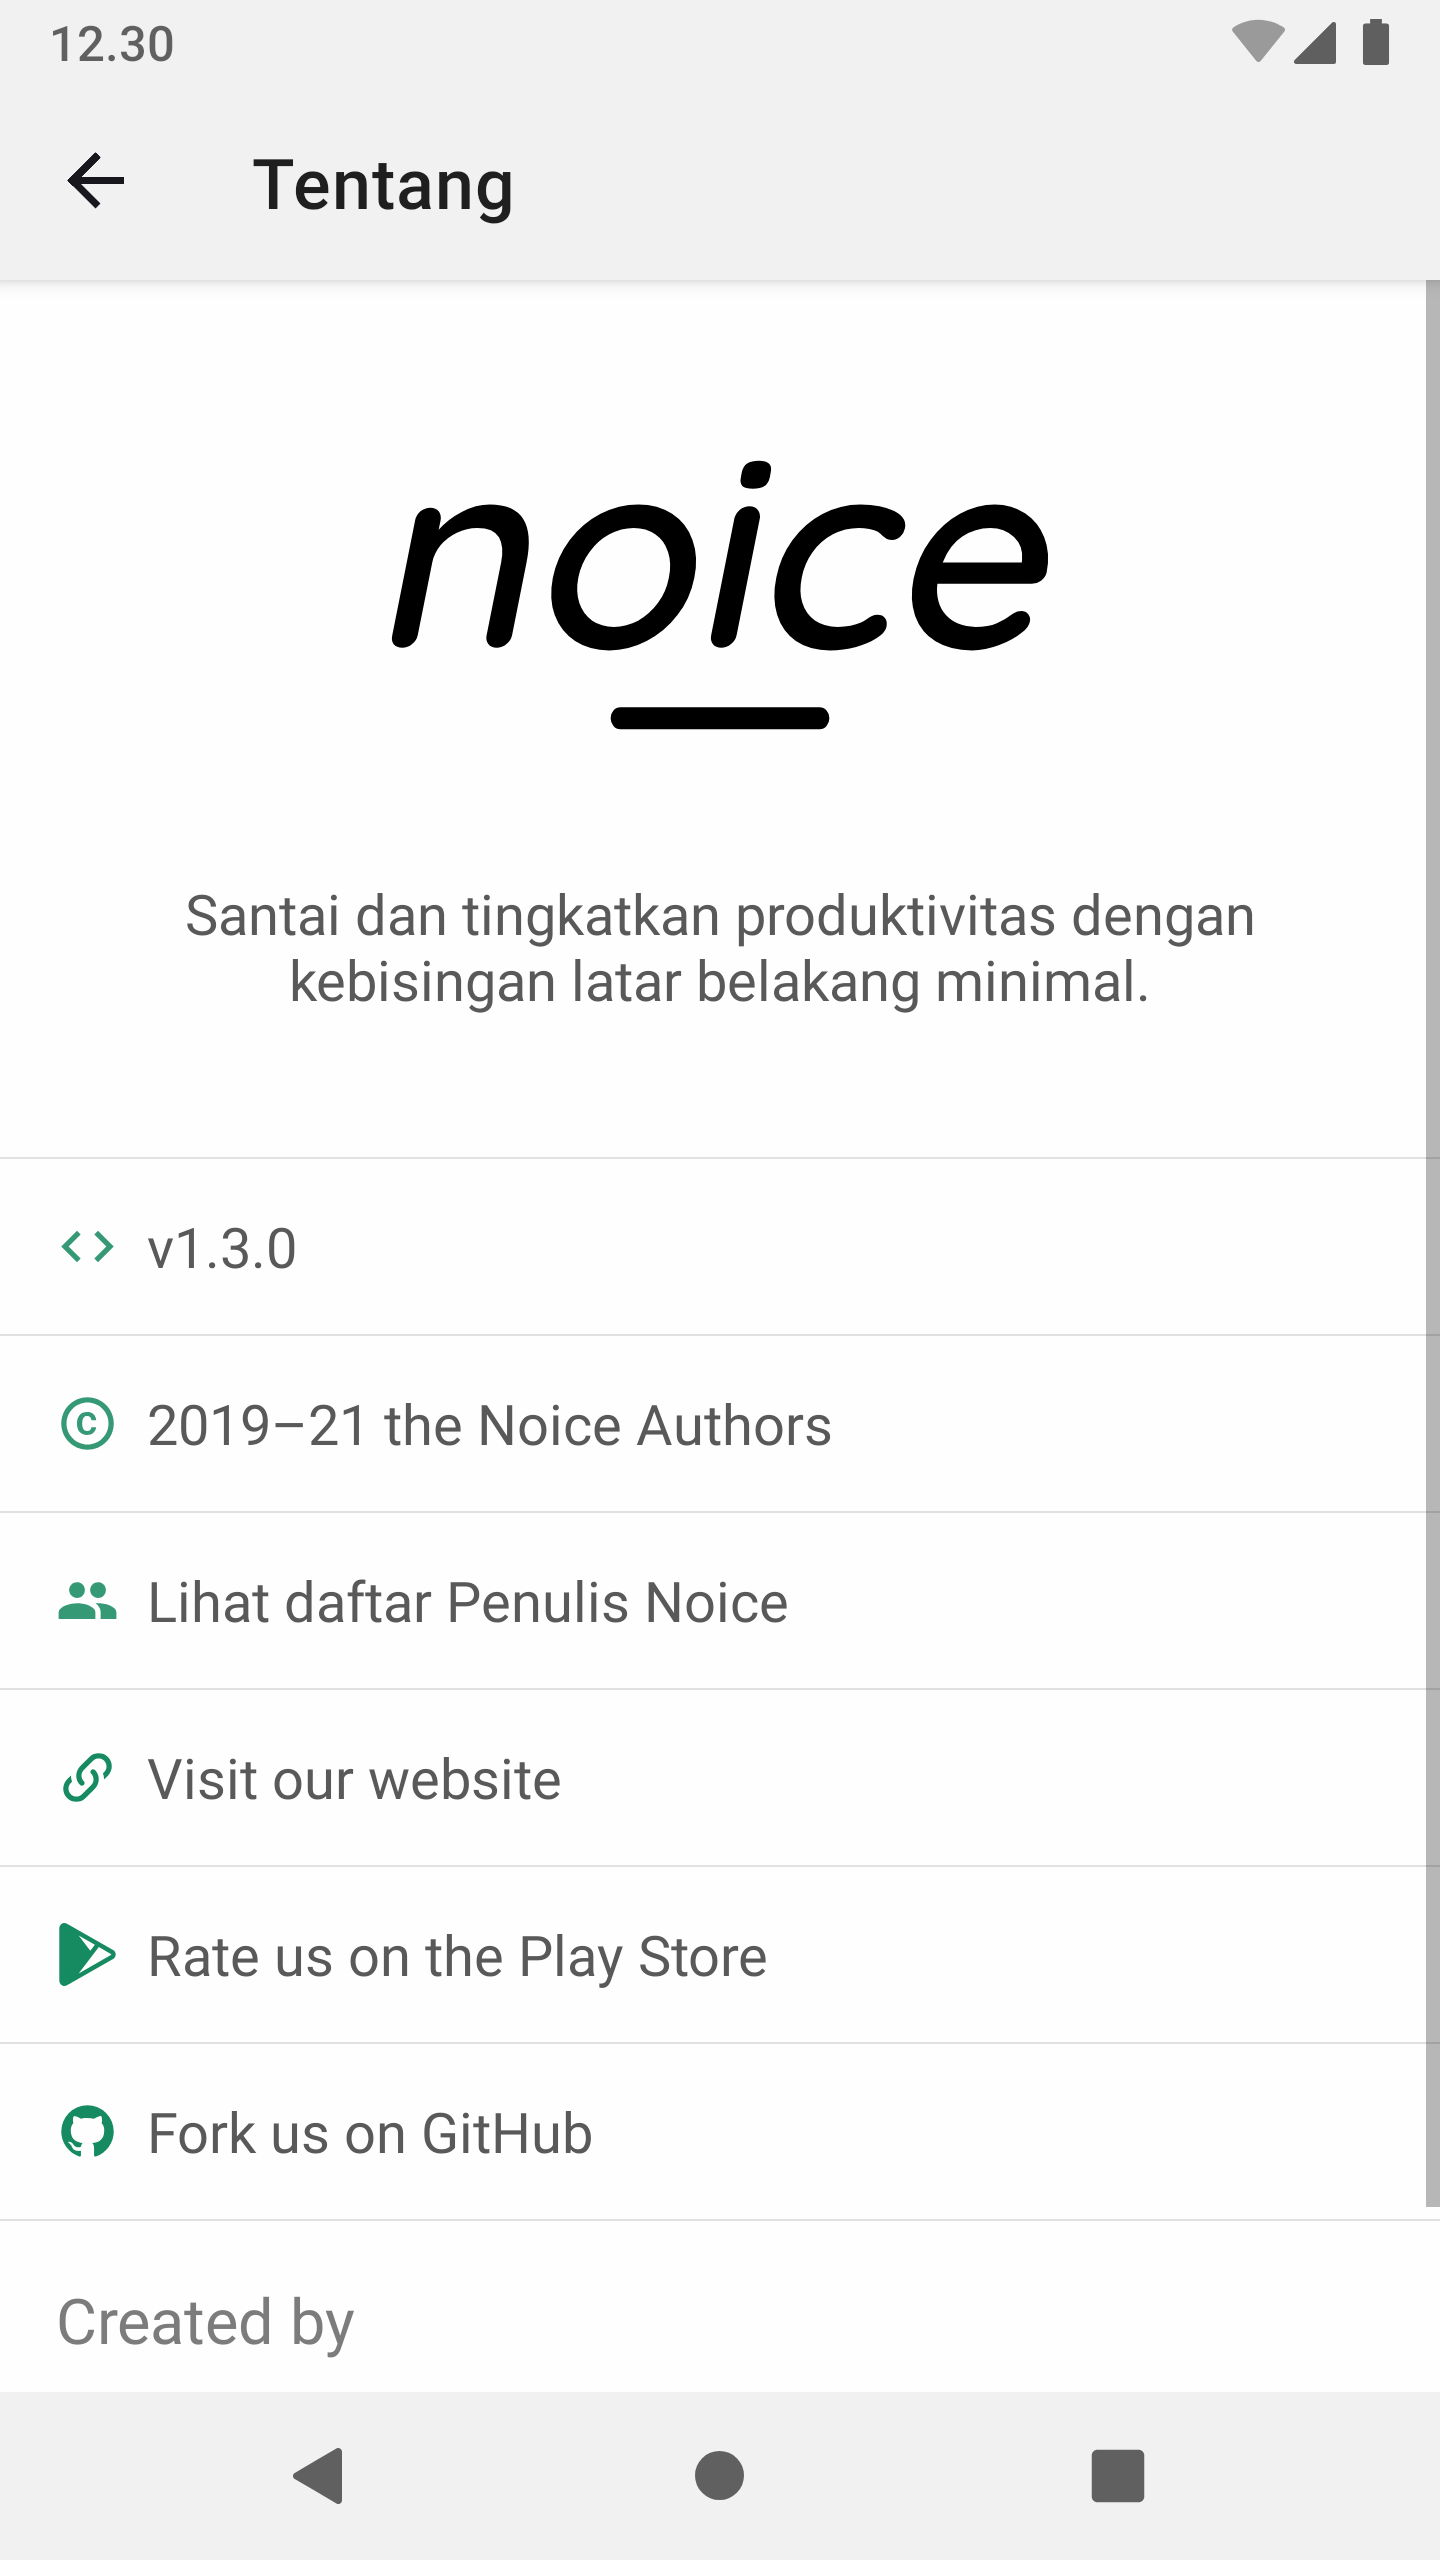 12.30
Tentang
noice
Santai dan tingkatkan produktivitas dengan
kebisingan latar belakang minimal.
v1.3.0
2019–21 the Noice Authors
Lihat daftar Penulis Noice
Visit our website
Rate us on the Play Store
Fork us on GitHub
Created by